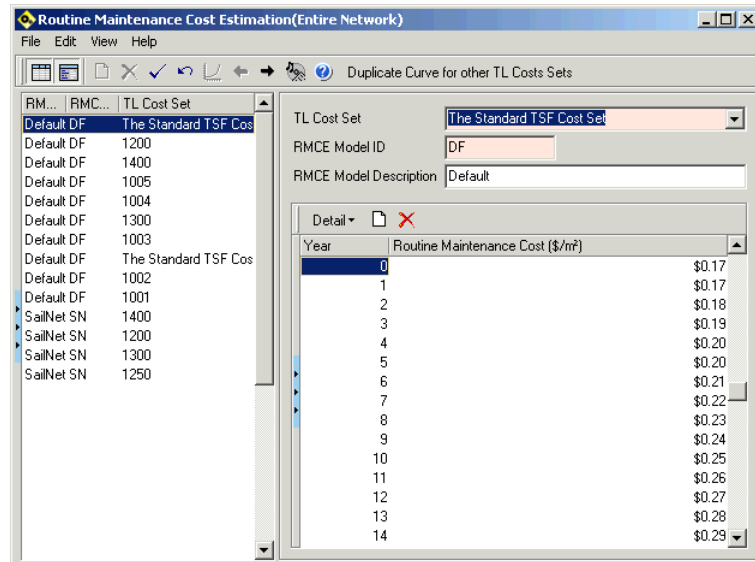 Routine Maintenance Cost Estimation(Entire Network)
File Edit View Help
Duplicate Curve for other TL Costs Sets
RM... RMC... TL Cost Set
Default DF The Standard TSF Cos
Default DF 1200
Default DF 1400
Default DF 1005
Default DF 1004
Default DF 1300
Default DF 1003
Default DF The Standard TSF Cos
Default DF 1002
Default DF 1001
SailNet SN 1400
SailNet SN 1200
SailNet SN 1300
SailNet SN 1250
TL Cost Set The Standard TSF Cost Set
RMCE Model ID DF
RMCE Model Description Default
Detail
Year Routine Maintenance Cost ($/m²)
0 $0.17
1 $0.17
2 $0.18
3 $0.19
4 $0.20
5 $0.20
6 $0.21
7 $0.22
8 $0.23
9 $0.24
10 $0.25
11 $0.26
12 $0.27
13 $0.28
14 $0.29